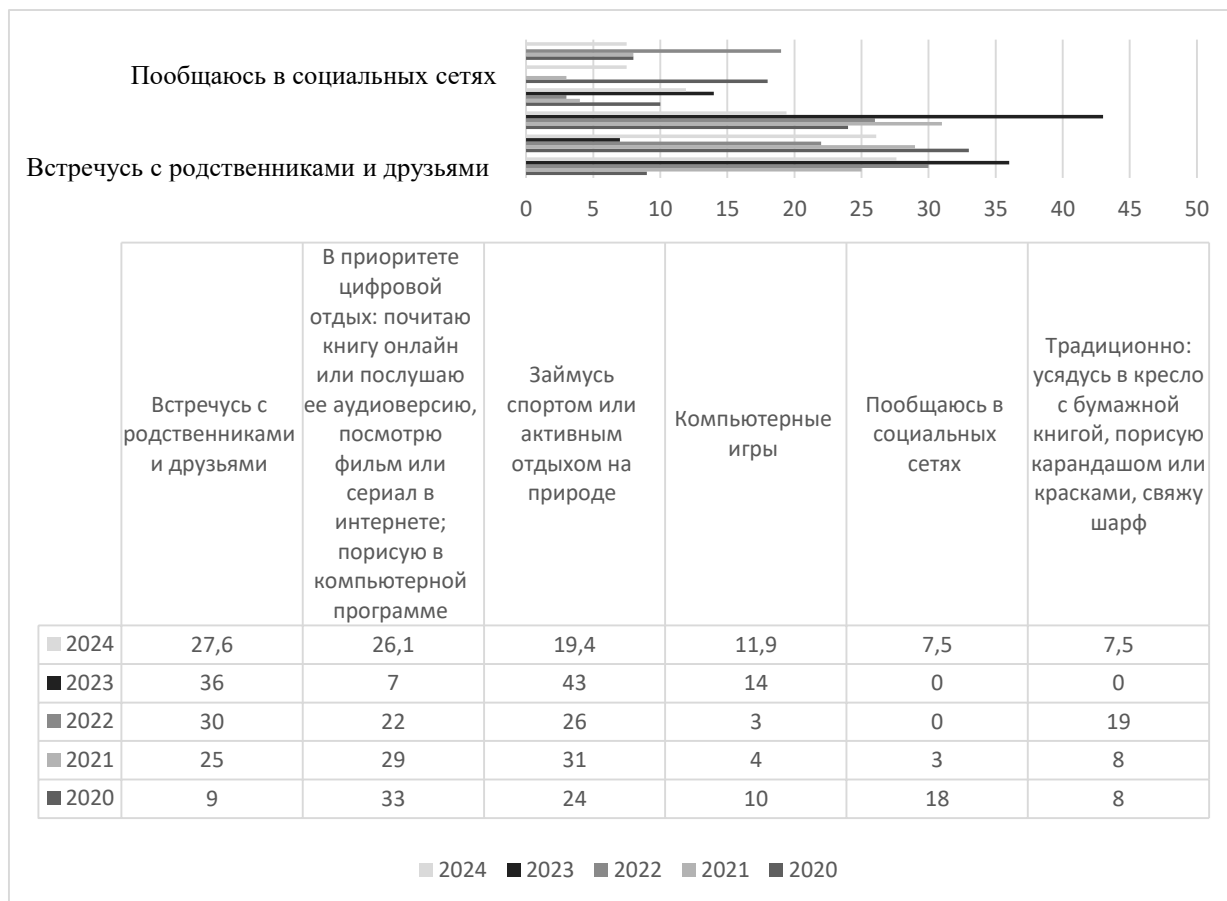 Пообщаюсь в социальных сетях
Встречусь с родственниками и друзьями
0 5 10 15 20 25 30 35 40 45 50
Встречусь с
родственниками
и друзьями
В приоритете
цифровой
отдых: почитаю
книгу онлайн
или послушаю
ее аудиоверсию,
посмотрю
фильм или
сериал в
интернете;
порисую в
компьютерной
программе
Займусь
спортом или
активным
отдыхом на
природе
Компьютерные
игры
Пообщаюсь в
социальных
сетях
Традиционно:
усядусь в кресло
с бумажной
книгой, порисую
карандашом или
красками, свяжу
шарф
2024 27,6 26,1 19,4 11,9 7,5 7,5
2023 36 7 43 14 0 0
2022 30 22 26 3 0 19
2021 25 29 31 4 3 8
2020 9 33 24 10 18 8
2024 2023 2022 2021 2020